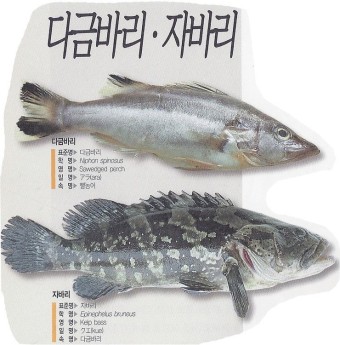 다금바리·자바리
다금바리
표준명▶ 다금바리
학 명▶ Niphon spinosus
영 명▶ Sawedged perch
일 명▶ アラ(ara)
속 명▶ 뻘농어
자바리
표준명▶ 자바리
학 명▶ Epinephelus bruneus
영 명▶ Kelp bass
일 명▶ クエ(kue)
속 명▶ 다금바리